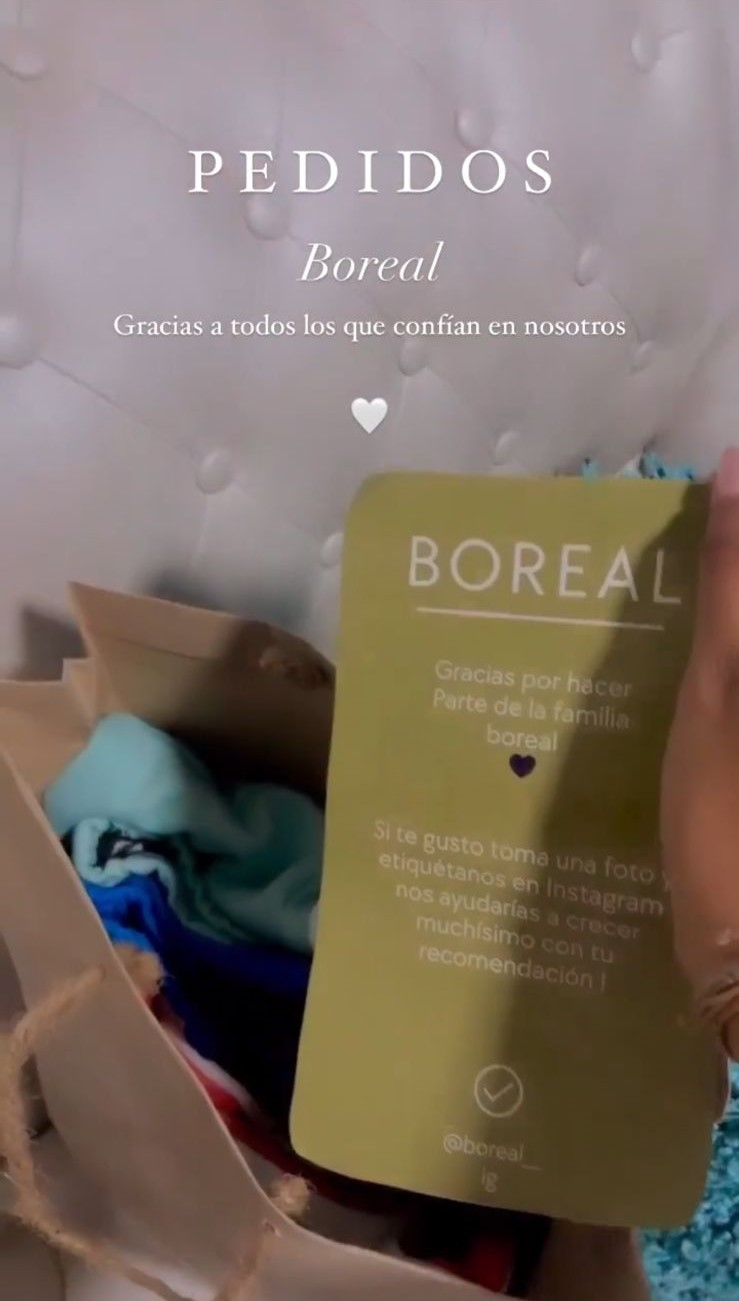 PEDIDOS
Boreal
Gracias a todos los que confían en nosotros
BOREAL
Gracias por hacer
Parte de la familia
boreal
Si te gusto toma una foto y
etiquétanos en Instagram
nos ayudarías a crecer
muchísimo con tu
recomendación !
@boreal__
ig